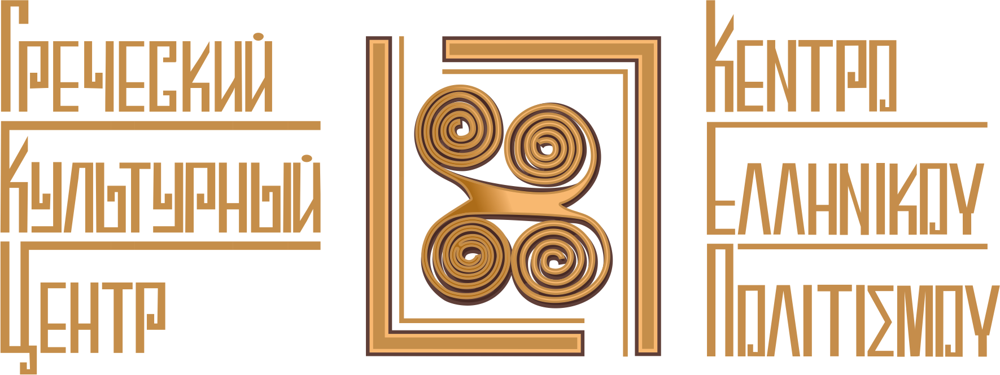 Греческий
Культурный
Центр
Κεντρο
Ελληνικου
Πολιτισμου